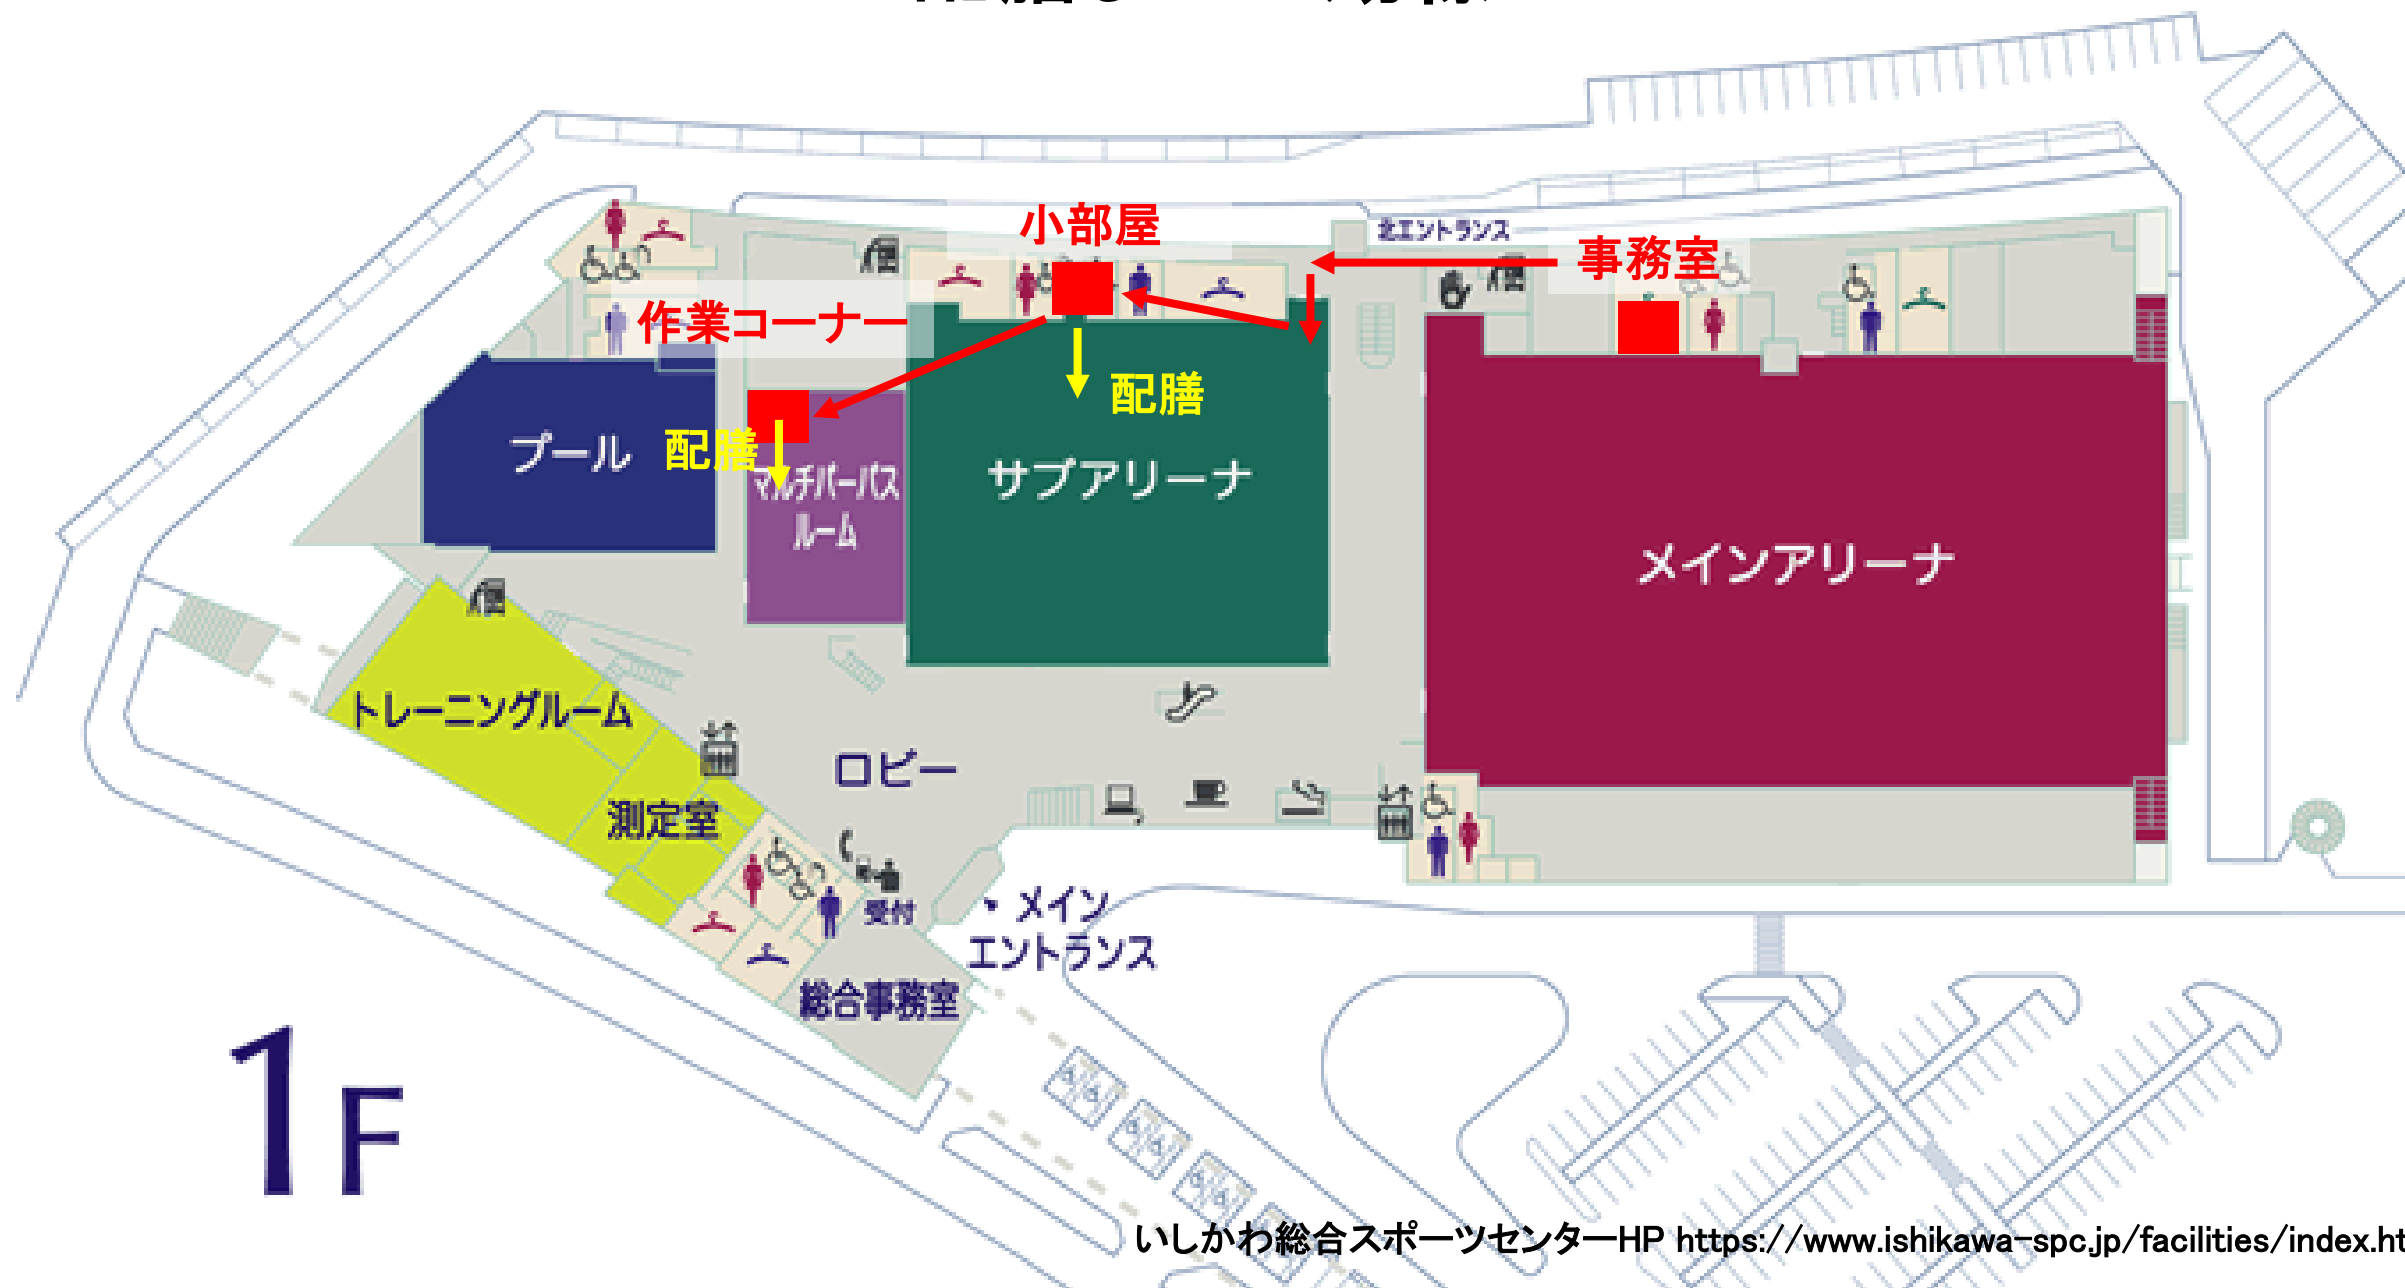 小部屋
北エントランス
事務室
作業コーナー
配膳
プール
配膳
マルチパーパス
ルーム
サブアリーナ
メインアリーナ
トレーニングルーム
ロビー
測定室
受付
メイン
エントランス
総合事務室
1F
いしかわ総合スポーツセンターHP https://www.ishikawa-spc.jp/facilities/index.ht